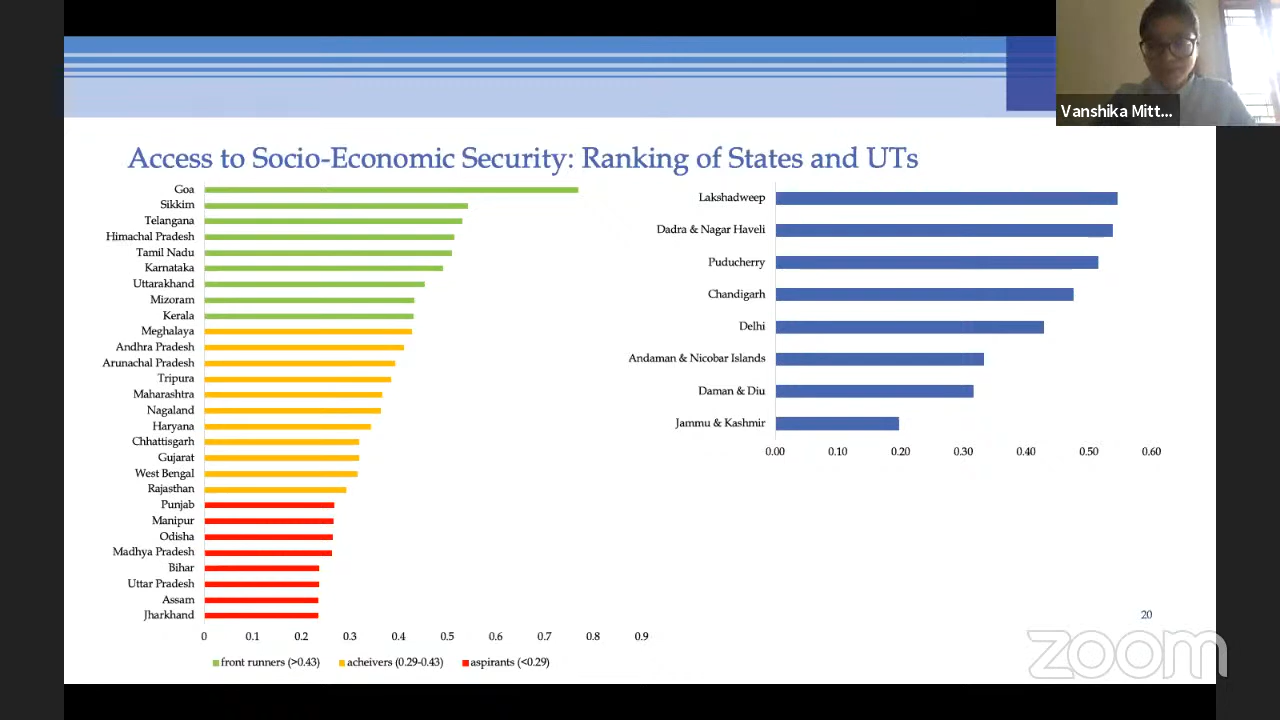 Vanshika Mitt...
Access to Socio-Economic Security: Ranking of States and UTs
Goa
Sikkim
Telangana
Himachal Pradesh
Tamil Nadu
Karnataka
Uttarakhand
Mizoram
Kerala
Meghalaya
Andhra Pradesh
Arunachal Pradesh
Tripura
Maharashtra
Nagaland
Haryana
Chhattisgarh
Gujarat
West Bengal
Rajasthan
Punjab
Manipur
Odisha
Madhya Pradesh
Bihar
Uttar Pradesh
Assam
Jharkhand
0 0.1 0.2 0.3 0.4 0.5 0.6 0.7 0.8 0.9
front runners (>0.43) acheivers (0.29-0.43) aspirants (<0.29)
Lakshadweep
Dadra & Nagar Haveli
Puducherry
Chandigarh
Delhi
Andaman & Nicobar Islands
Daman & Diu
Jammu & Kashmir
0.00 0.10 0.20 0.30 0.40 0.50 0.60
20
zoom